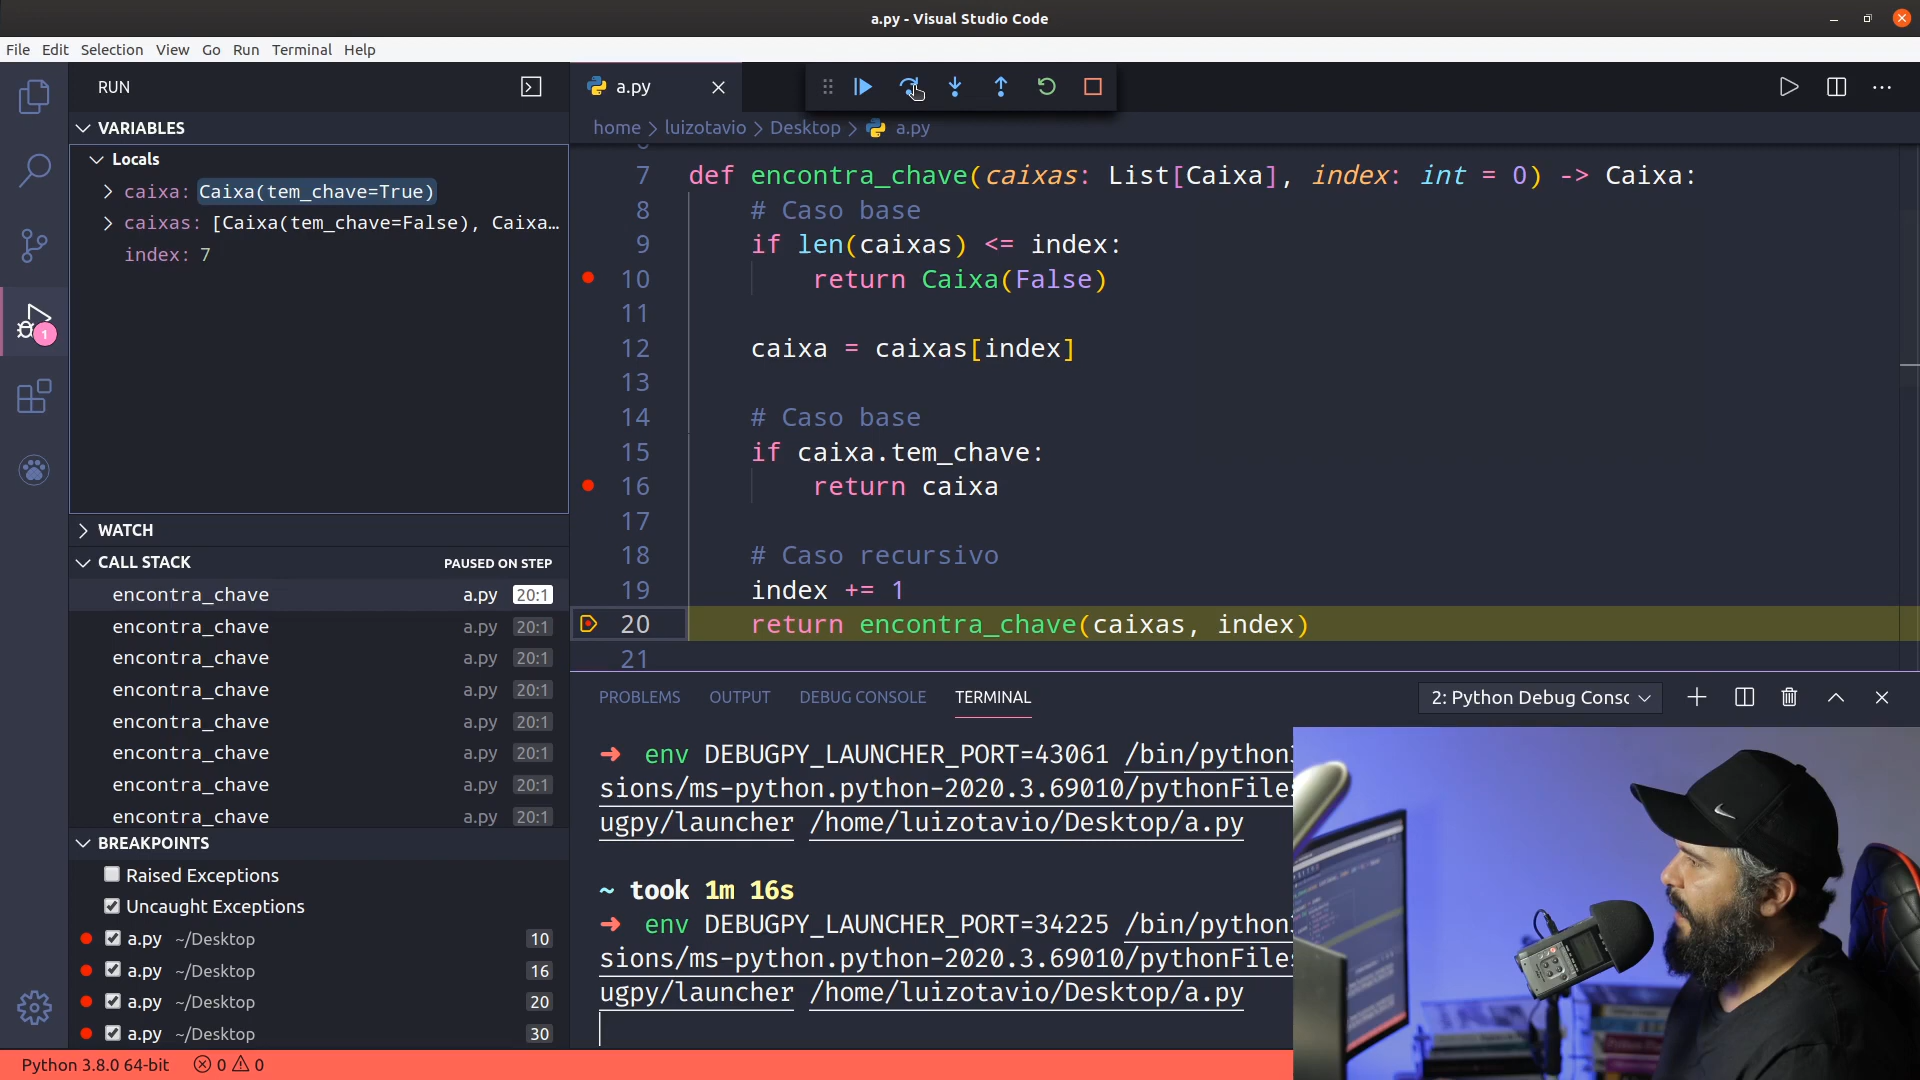 a.py - Visual Studio Code
File Edit Selection View Go Run Terminal Help
RUN
a.py
VARIABLES
home > luizotavio > Desktop > a.py
Locals
caixa: Caixa(tem_chave=True)
caixas: [Caixa(tem_chave=False), Caixa…
index: 7
7 def encontra_chave(caixas: List[Caixa], index: int = 0) -> Caixa:
8 # Caso base
9 if len(caixas) <= index:
10 return Caixa(False)
11
12 caixa = caixas[index]
13
14 # Caso base
15 if caixa.tem_chave:
16 return caixa
17
18 # Caso recursivo
19 index += 1
20 return encontra_chave(caixas, index)
21
1
WATCH
CALL STACK PAUSED ON STEP
encontra_chave a.py 20:1
encontra_chave a.py 20:1
encontra_chave a.py 20:1
encontra_chave a.py 20:1
encontra_chave a.py 20:1
encontra_chave a.py 20:1
encontra_chave a.py 20:1
encontra_chave a.py 20:1
BREAKPOINTS
Raised Exceptions
Uncaught Exceptions
a.py ~/Desktop 10
a.py ~/Desktop 16
a.py ~/Desktop 20
a.py ~/Desktop 30
PROBLEMS OUTPUT DEBUG CONSOLE TERMINAL 2: Python Debug Consc
➜ env DEBUGPY_LAUNCHER_PORT=43061 /bin/python
sions/ms-python.python-2020.3.69010/pythonFiles
ugpy/launcher /home/luizotavio/Desktop/a.py
~ took 1m 16s
➜ env DEBUGPY_LAUNCHER_PORT=34225 /bin/python
sions/ms-python.python-2020.3.69010/pythonFiles
ugpy/launcher /home/luizotavio/Desktop/a.py
Python 3.8.0 64-bit 0 0